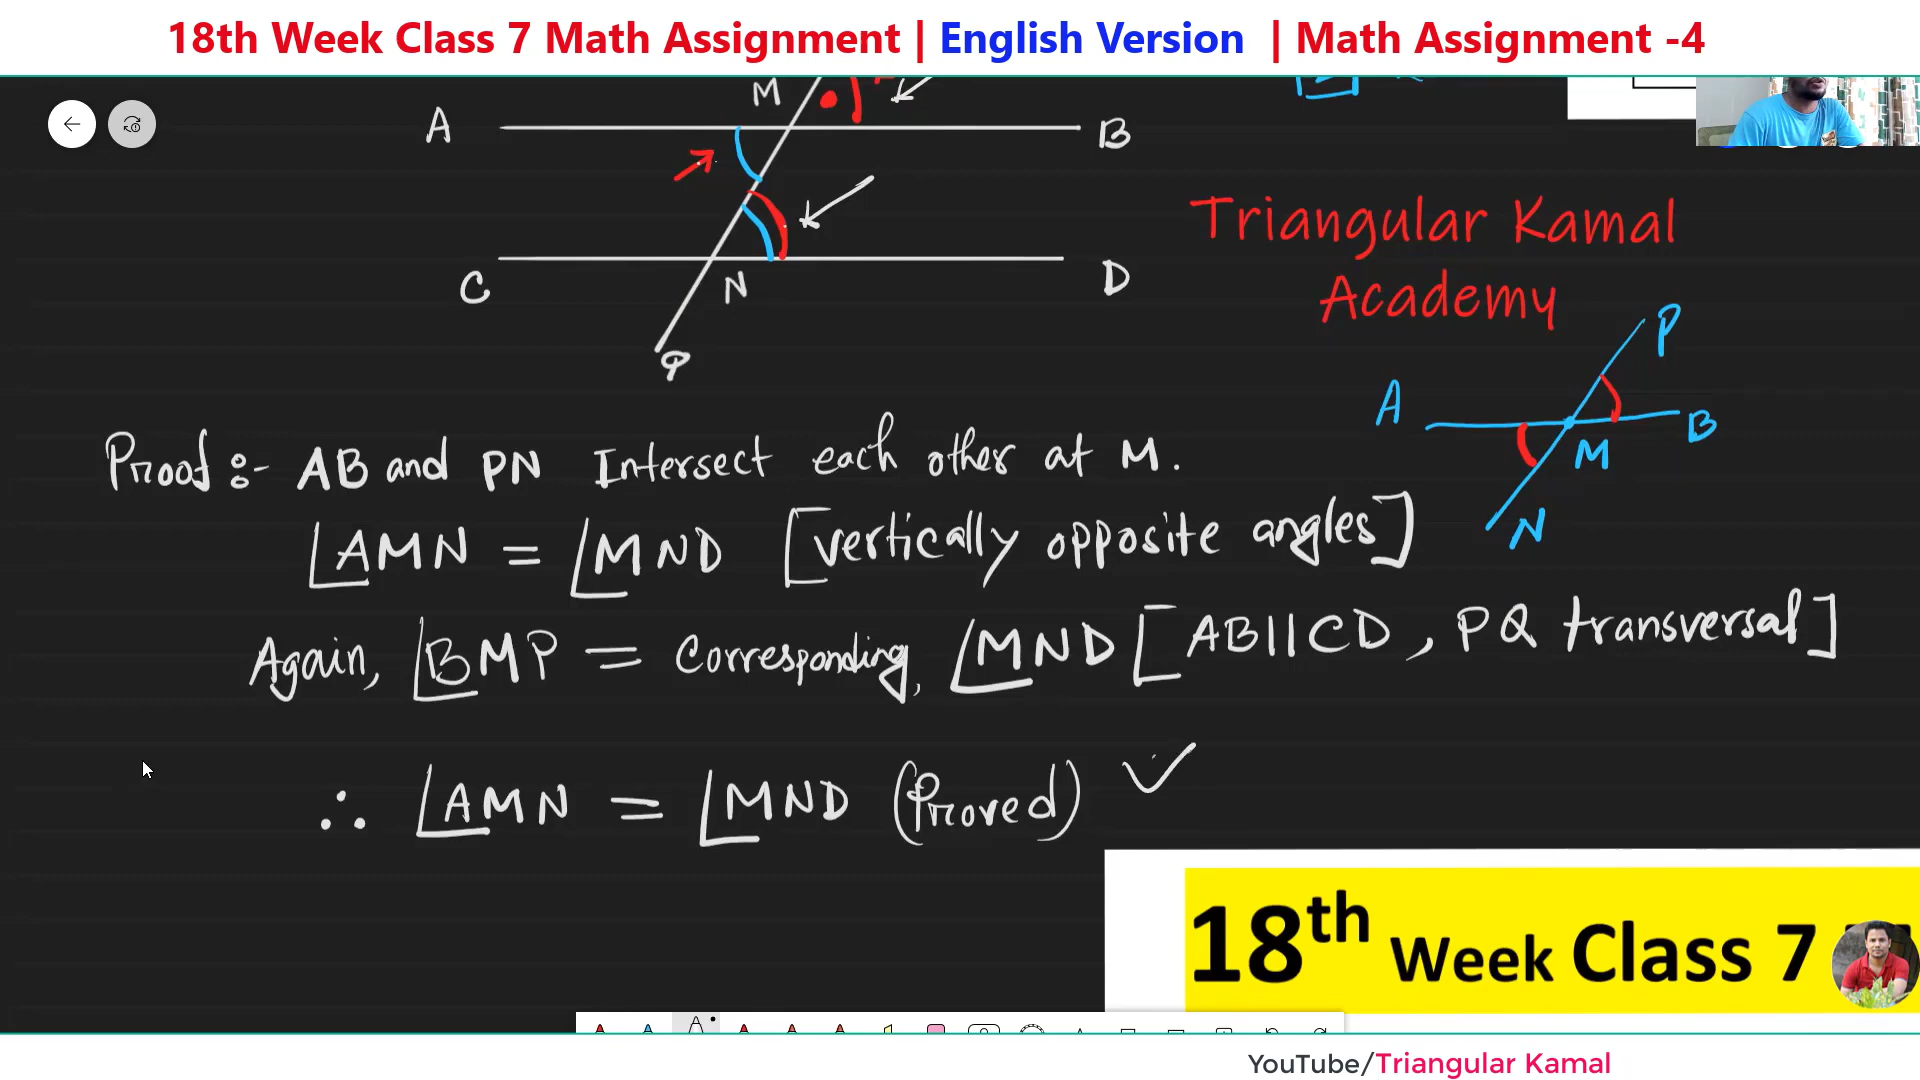 18th Week Class 7 Math Assignment | English Version | Math Assignment -4
M
A
B
C
N
D
Q
Triangular Kamal
Academy
P
A
B
M
N
Proof :- AB and PN Intersect each other at M.
∠AMN = ∠MND [vertically opposite angles]
Again, ∠BMP = Corresponding, ∠MND [AB||CD, PQ transversal]
∴ ∠AMN = ∠MND (Proved)
18th Week Class 7
YouTube/Triangular Kamal